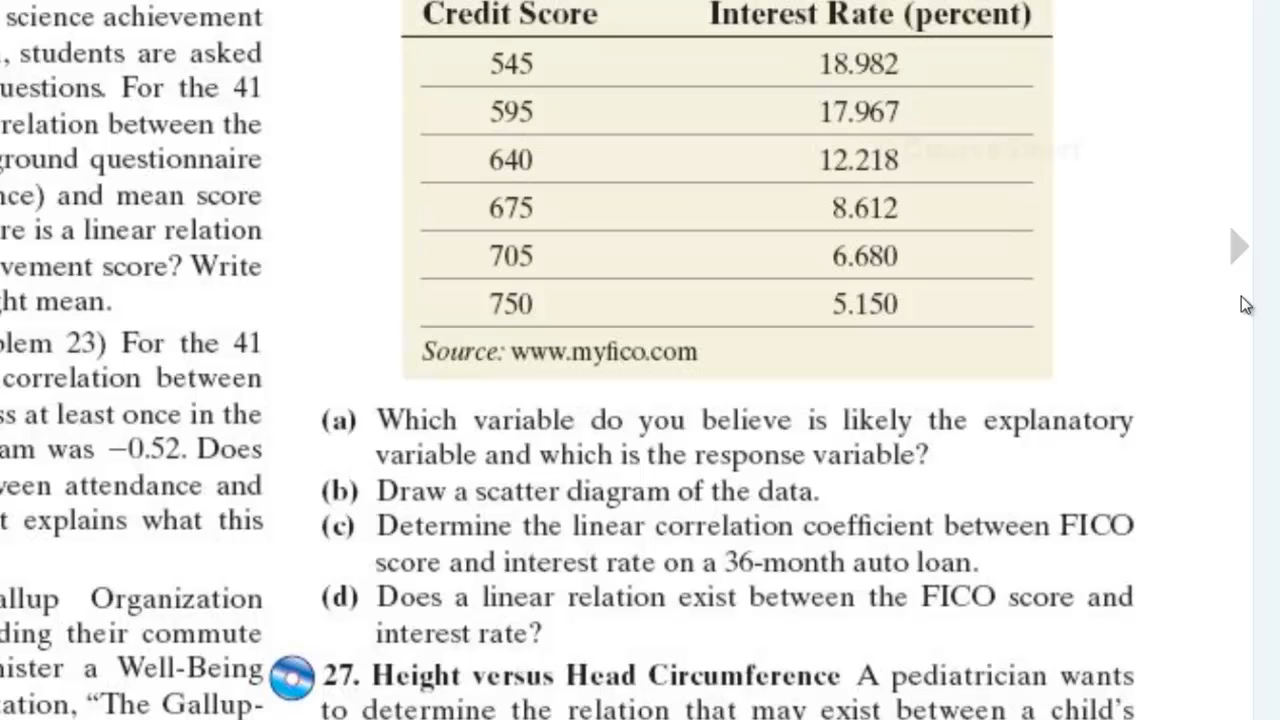 science achievement
, students are asked
uestions. For the 41
relation between the
ground questionnaire
nce) and mean score
re is a linear relation
vement score? Write
ght mean.
blem 23) For the 41
correlation between
ss at least once in the
am was −0.52. Does
ween attendance and
t explains what this
allup Organization
ding their commute
nister a Well-Being
tation, “The Gallup-
Credit Score Interest Rate (percent)
545 18.982
595 17.967
640 12.218
675 8.612
705 6.680
750 5.150
Source: www.myfico.com
(a) Which variable do you believe is likely the explanatory
variable and which is the response variable?
(b) Draw a scatter diagram of the data.
(c) Determine the linear correlation coefficient between FICO
score and interest rate on a 36-month auto loan.
(d) Does a linear relation exist between the FICO score and
interest rate?
27. Height versus Head Circumference A pediatrician wants
to determine the relation that may exist between a child’s